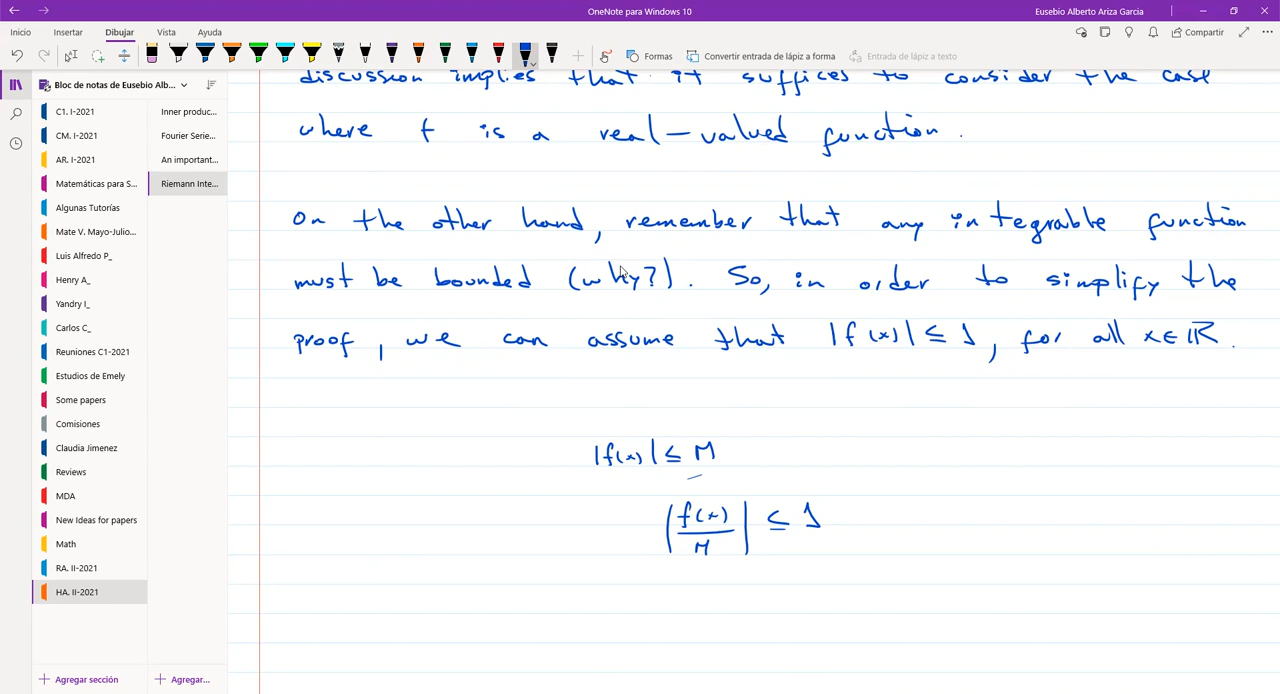 OneNote para Windows 10
Eusebio Alberto Ariza Garcia
Inicio
Insertar
Dibujar
Vista
Ayuda
Compartir
Formas
Convertir entrada de lápiz a forma
Entrada de lápiz a texto
Bloc de notas de Eusebio Alb...
C1. I-2021
CM. I-2021
AR. I-2021
Matemáticas para S...
Algunas Tutorías
Mate V. Mayo-Julio...
Luis Alfredo P_
Henry A_
Yandry I_
Carlos C_
Reuniones C1-2021
Estudios de Emely
Some papers
Comisiones
Claudia Jimenez
Reviews
MDA
New Ideas for papers
Math
RA. II-2021
HA. II-2021
Agregar sección
Inner produc...
Fourier Serie...
An important...
Riemann Inte...
Agregar...
discussion implies that it suffices to consider the case
where f is a real-valued function.
On the other hand, remember that any integrable function
must be bounded (why?). So, in order to simplify the
proof, we can assume that |f(x)| ≤ 1, for all x ∈ ℝ.
|f(x)| ≤ M
|f(x)/M| ≤ 1